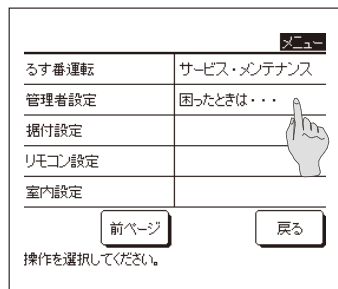 メニュー
るす番運転 サービス・メンテナンス
管理者設定 困ったときは・・・
据付設定
リモコン設定
室内設定
前ページ 戻る
操作を選択してください。